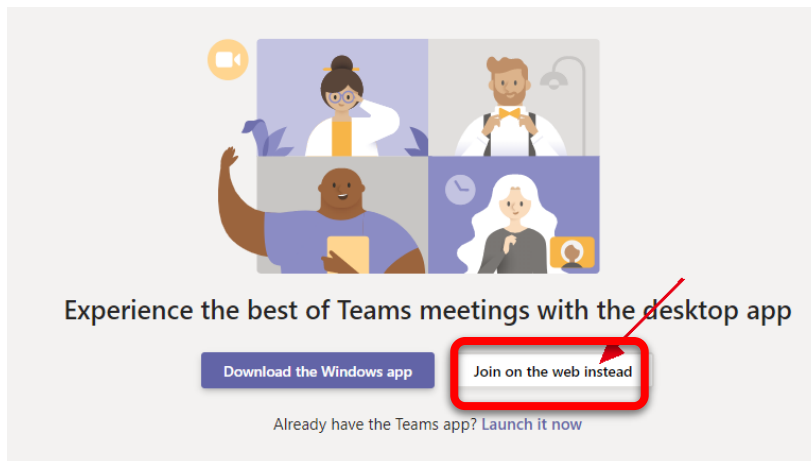 Experience the best of Teams meetings with the desktop app
Download the Windows app
Join on the web instead
Already have the Teams app? Launch it now